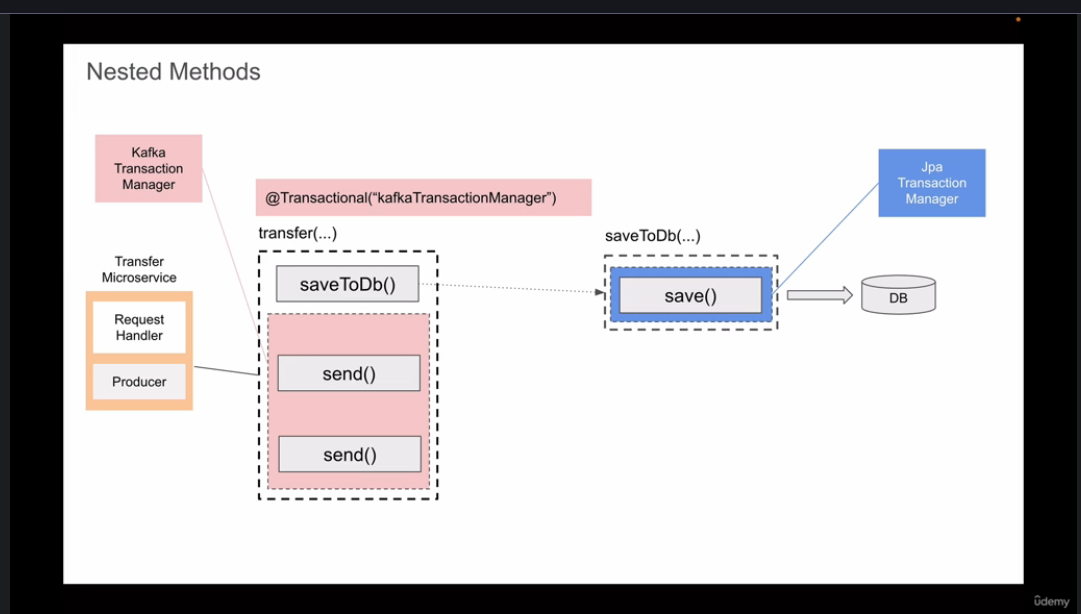 Nested Methods
Kafka
Transaction
Manager
Jpa
Transaction
Manager
@Transactional(“kafkaTransactionManager”)
transfer(...)
saveToDb(...)
Transfer
Microservice
saveToDb()
save()
DB
Request
Handler
send()
Producer
send()
ûdemy